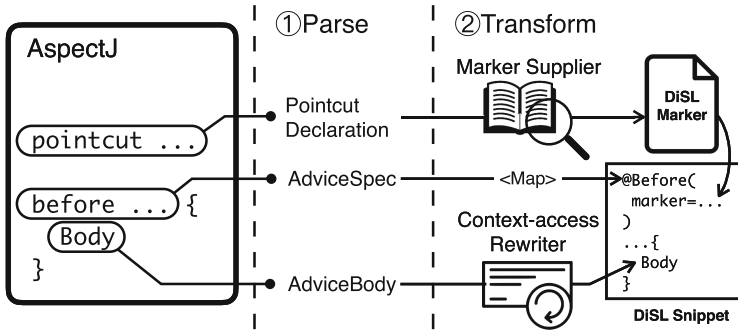 AspectJ
pointcut ...
before ... {
Body
}
①Parse
Pointcut
Declaration
AdviceSpec
AdviceBody
②Transform
Marker Supplier
<Map>
Context-access
Rewriter
DiSL
Marker
@Before(
marker=...
)
...{
Body
}
DiSL Snippet